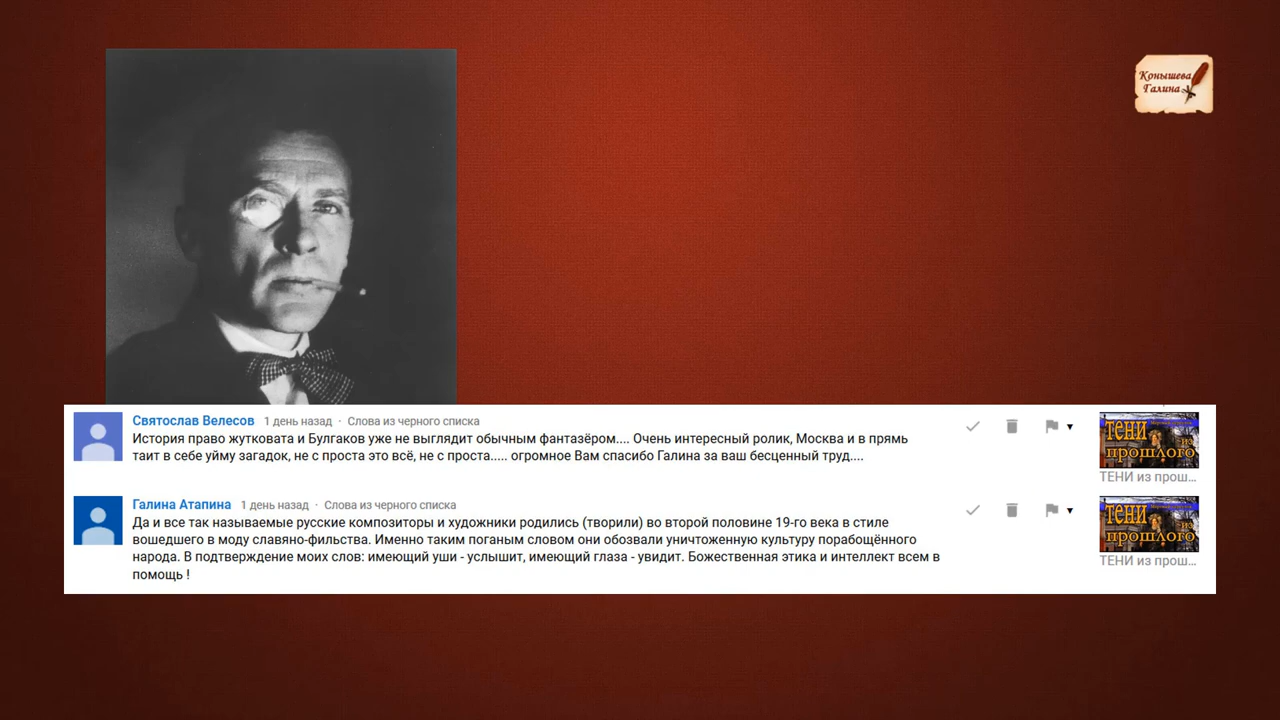 Конышева
Галина
Святослав Велесов 1 день назад · Слова из черного списка
История право жутковата и Булгаков уже не выглядит обычным фантазёром.... Очень интересный ролик, Москва и в прямь
таит в себе уйму загадок, не с проста это всё, не с проста..... огромное Вам спасибо Галина за ваш бесценный труд....
ТЕНИ
из
прошлого
ТЕНИ из прош...
Галина Атапина 1 день назад · Слова из черного списка
Да и все так называемые русские композиторы и художники родились (творили) во второй половине 19-го века в стиле
вошедшего в моду славяно-фильства. Именно таким поганым словом они обозвали уничтоженную культуру порабощённого
народа. В подтверждение моих слов: имеющий уши - услышит, имеющий глаза - увидит. Божественная этика и интеллект всем в
помощь !
ТЕНИ
из
прошлого
ТЕНИ из прош...